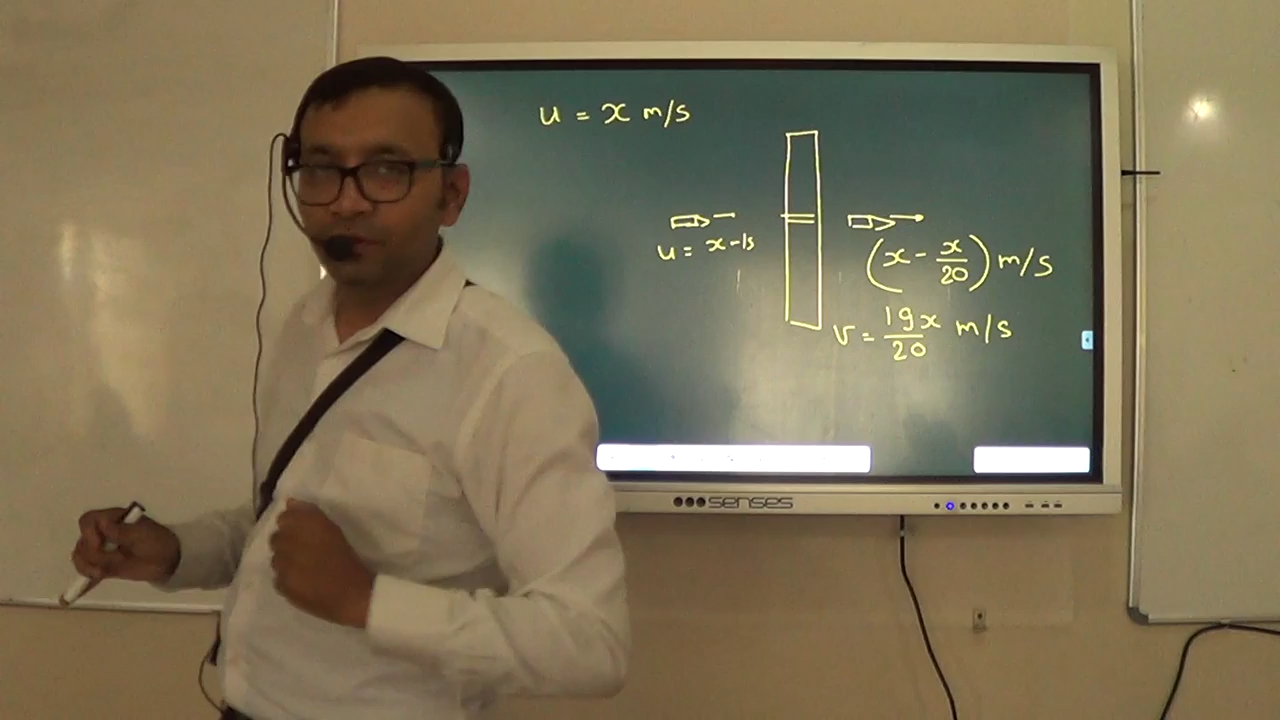 u = x m/s
u = x-1s
(x - x/20) m/s
v = 19x/20 m/s
senses